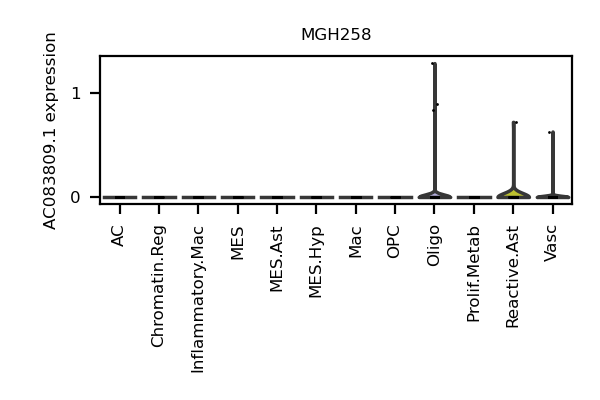 MGH258
AC083809.1 expression
1
0
AC
Chromatin.Reg
Inflammatory.Mac
MES
MES.Ast
MES.Hyp
Mac
OPC
Oligo
Prolif.Metab
Reactive.Ast
Vasc